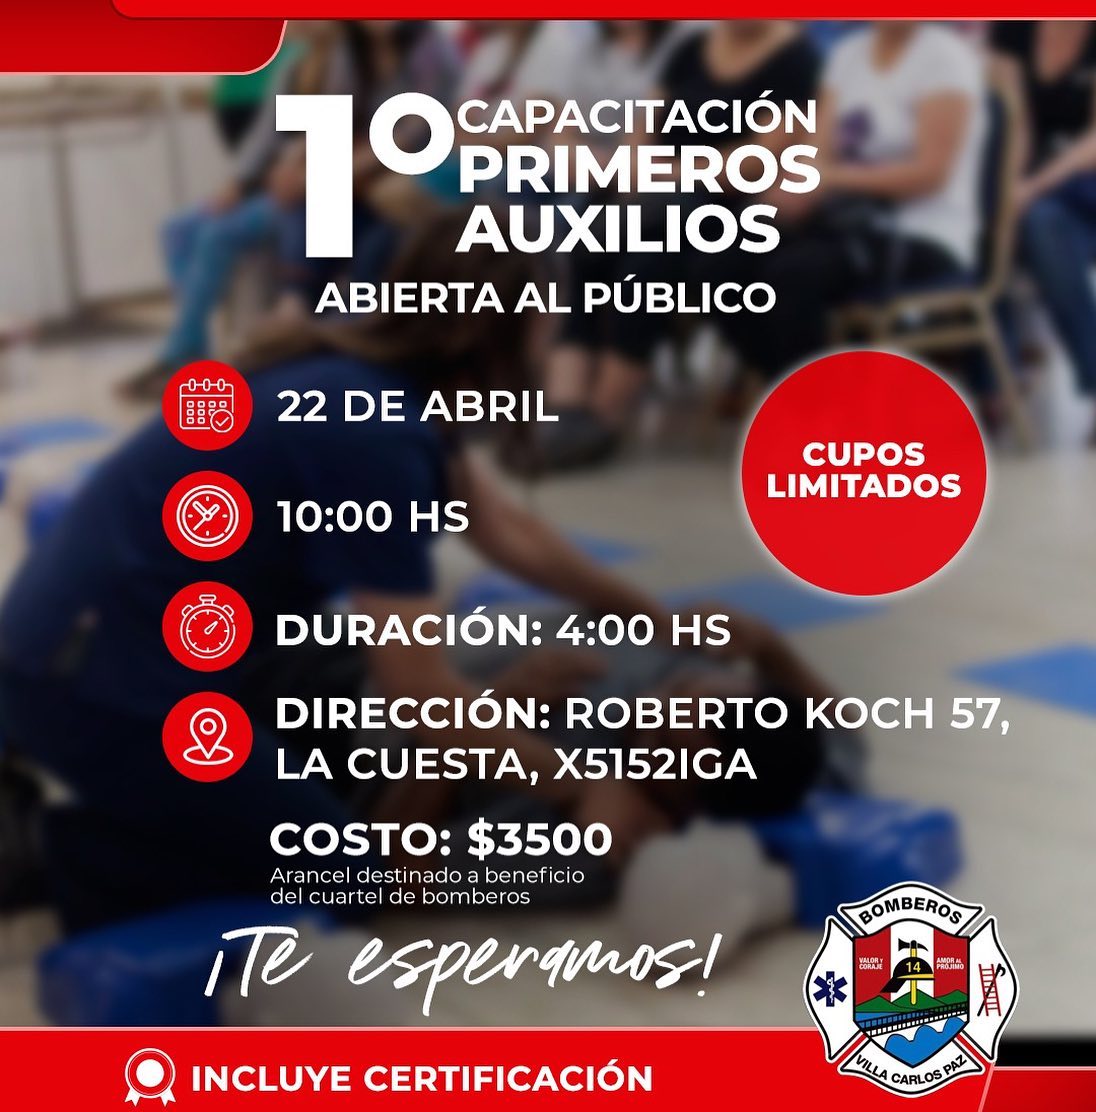 1º CAPACITACIÓN
PRIMEROS
AUXILIOS
ABIERTA AL PÚBLICO
22 DE ABRIL
CUPOS
LIMITADOS
10:00 HS
DURACIÓN: 4:00 HS
DIRECCIÓN: ROBERTO KOCH 57,
LA CUESTA, X5152IGA
COSTO: $3500
Arancel destinado a beneficio
del cuartel de bomberos
¡Te esperamos!
BOMBEROS
VALOR Y
CORAJE
14
AMOR AL
PRÓJIMO
VILLA CARLOS PAZ
INCLUYE CERTIFICACIÓN